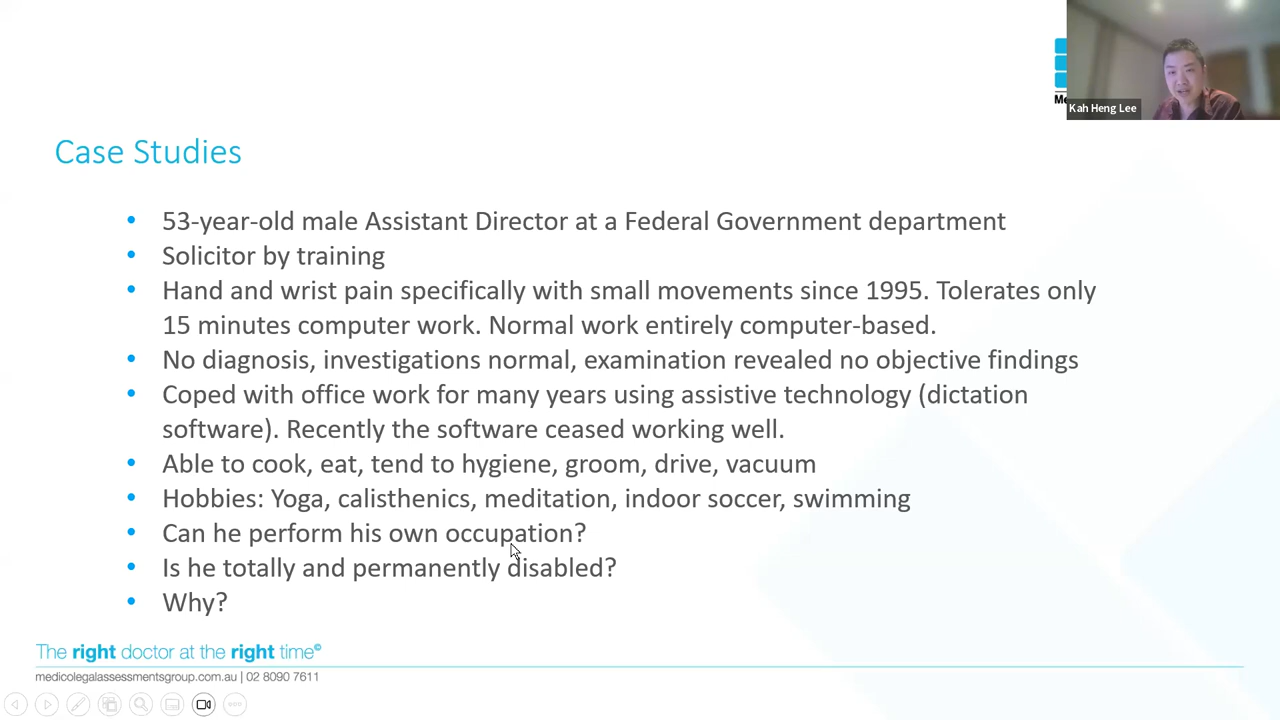 Me
Kah Heng Lee
Case Studies
• 53-year-old male Assistant Director at a Federal Government department
• Solicitor by training
• Hand and wrist pain specifically with small movements since 1995. Tolerates only
15 minutes computer work. Normal work entirely computer-based.
• No diagnosis, investigations normal, examination revealed no objective findings
• Coped with office work for many years using assistive technology (dictation
software). Recently the software ceased working well.
• Able to cook, eat, tend to hygiene, groom, drive, vacuum
• Hobbies: Yoga, calisthenics, meditation, indoor soccer, swimming
• Can he perform his own occupation?
• Is he totally and permanently disabled?
• Why?
The right doctor at the right time©
medicolegalassessmentsgroup.com.au | 02 8090 7611